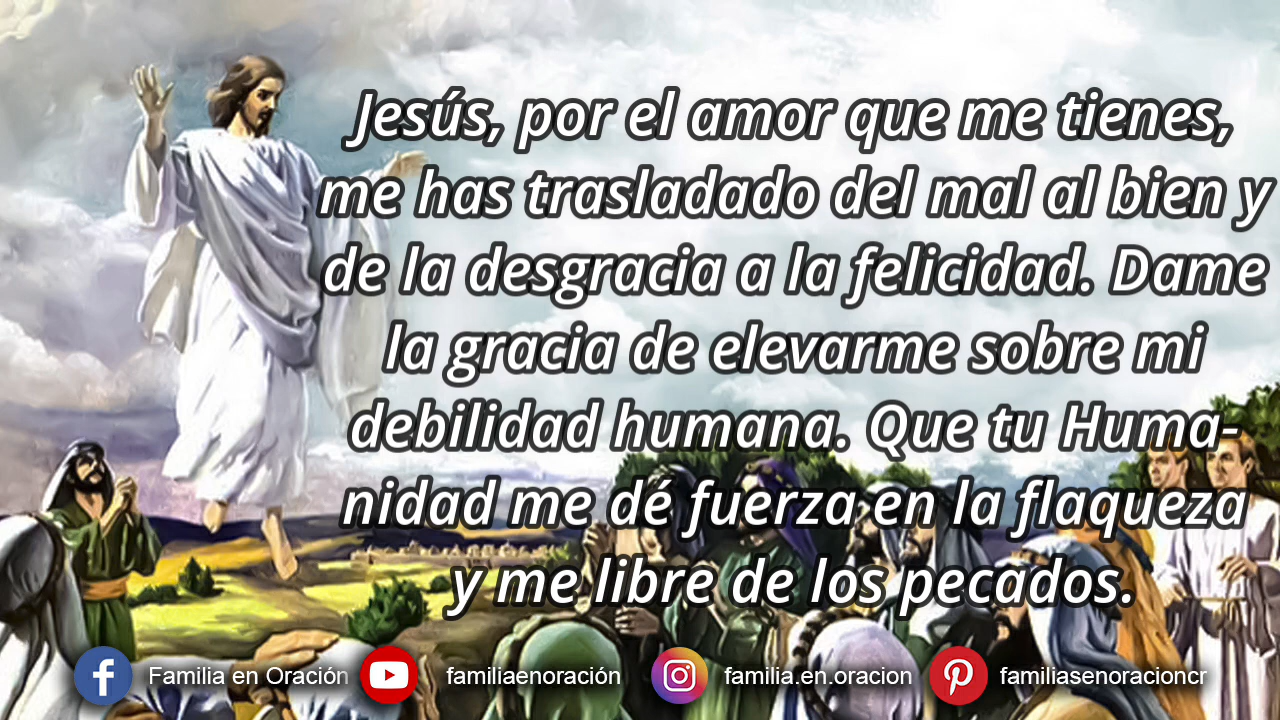 Jesús, por el amor que me tienes,
me has trasladado del mal al bien y
de la desgracia a la felicidad. Dame
la gracia de elevarme sobre mi
debilidad humana. Que tu Huma-
nidad me dé fuerza en la flaqueza
y me libre de los pecados.
Familia en Oración familiaenoración familia.en.oracion familiasenoracioncr